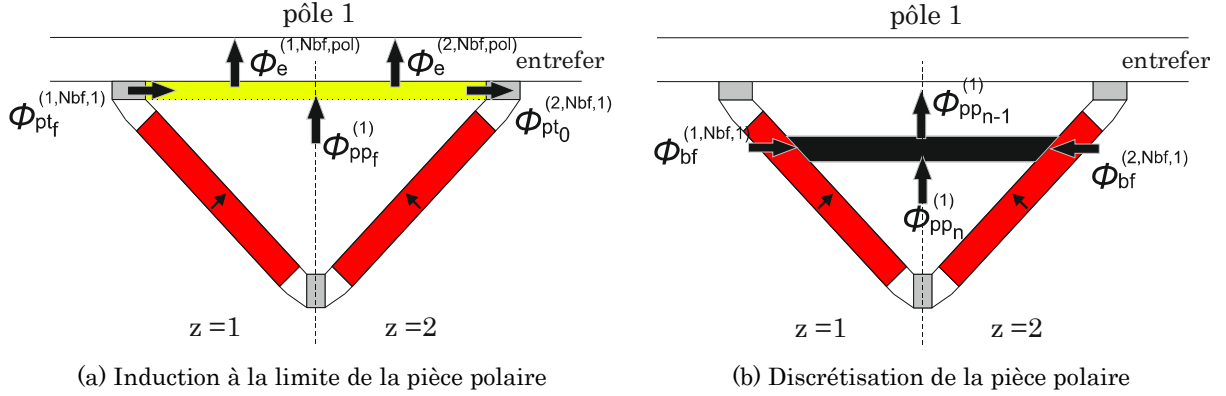 pôle 1
Φe(1,Nbf,pol) Φe(2,Nbf,pol) entrefer
Φptf(1,Nbf,1) Φppf(1) Φpt0(2,Nbf,1)
z =1 z =2
(a) Induction à la limite de la pièce polaire
pôle 1
entrefer
Φppn-1(1)
Φbf(1,Nbf,1) Φbf(2,Nbf,1)
Φppn(1)
z =1 z =2
(b) Discrétisation de la pièce polaire